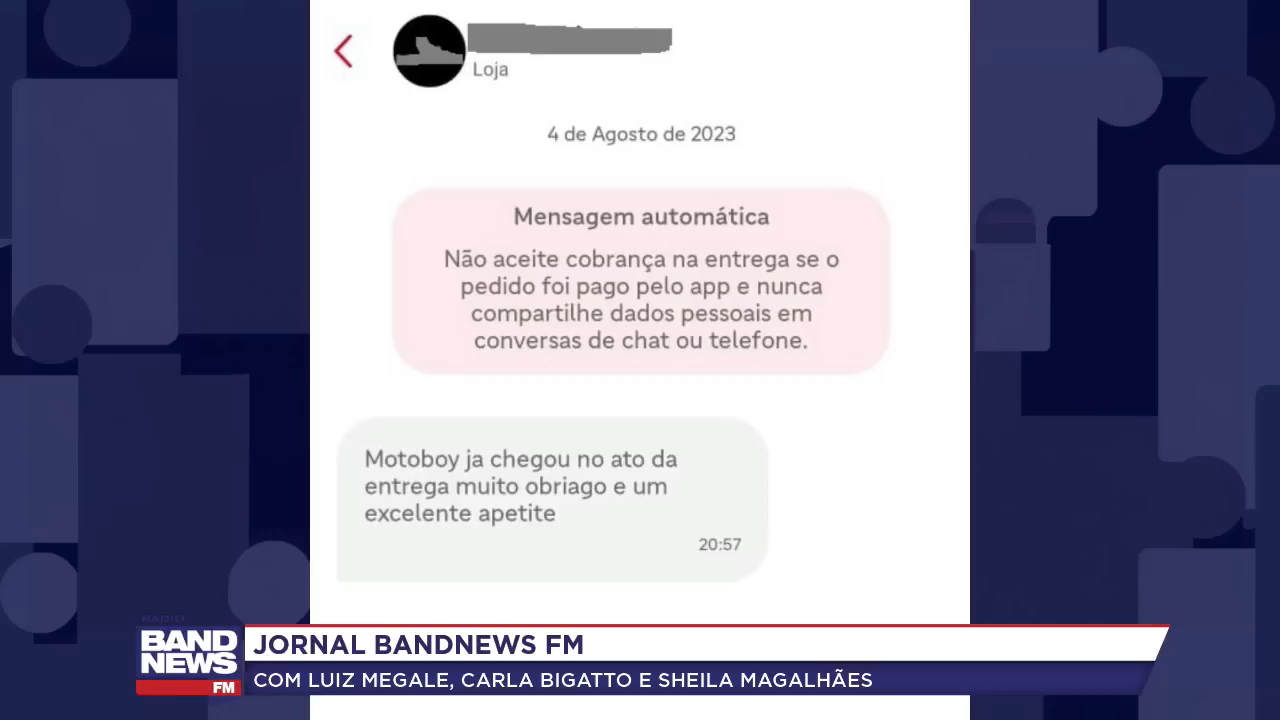 Loja
4 de Agosto de 2023
Mensagem automática
Não aceite cobrança na entrega se o
pedido foi pago pelo app e nunca
compartilhe dados pessoais em
conversas de chat ou telefone.
Motoboy ja chegou no ato da
entrega muito obriago e um
excelente apetite
20:57
RÁDIO
BAND
NEWS
FM
JORNAL BANDNEWS FM
COM LUIZ MEGALE, CARLA BIGATTO E SHEILA MAGALHÃES